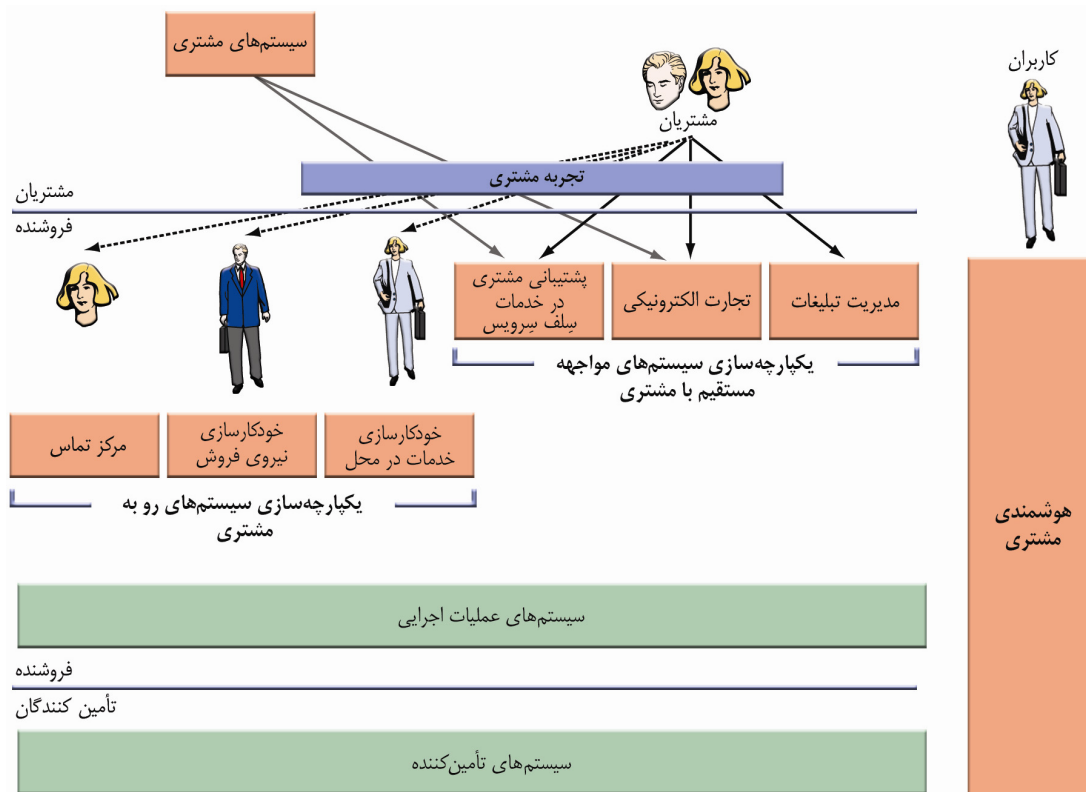 سیستم‌های مشتری
کاربران
مشتریان
تجربه مشتری
مشتریان
فروشنده
مدیریت تبلیغات
تجارت الکترونیکی
پشتیبانی مشتری
در خدمات
سِلف سِرویس
یکپارچه‌سازی سیستم‌های مواجهه
مستقیم با مشتری
خودکارسازی
خدمات در محل
خودکارسازی
نیروی فروش
مرکز تماس
یکپارچه‌سازی سیستم‌های رو به
مشتری
هوشمندی
مشتری
سیستم‌های عملیات اجرایی
فروشنده
تأمین کنندگان
سیستم‌های تأمین‌کننده